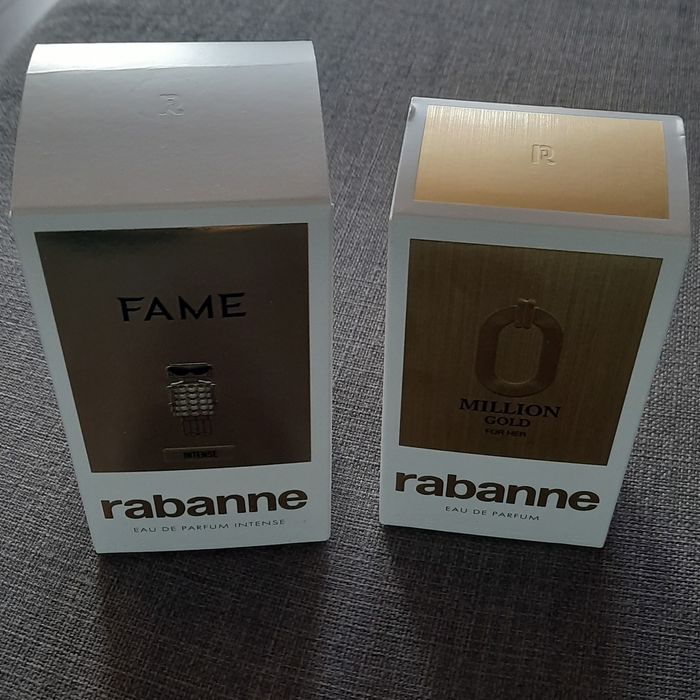 R
FAME
INTENSE
rabanne
EAU DE PARFUM INTENSE
R
MILLION
GOLD
FOR HER
rabanne
EAU DE PARFUM